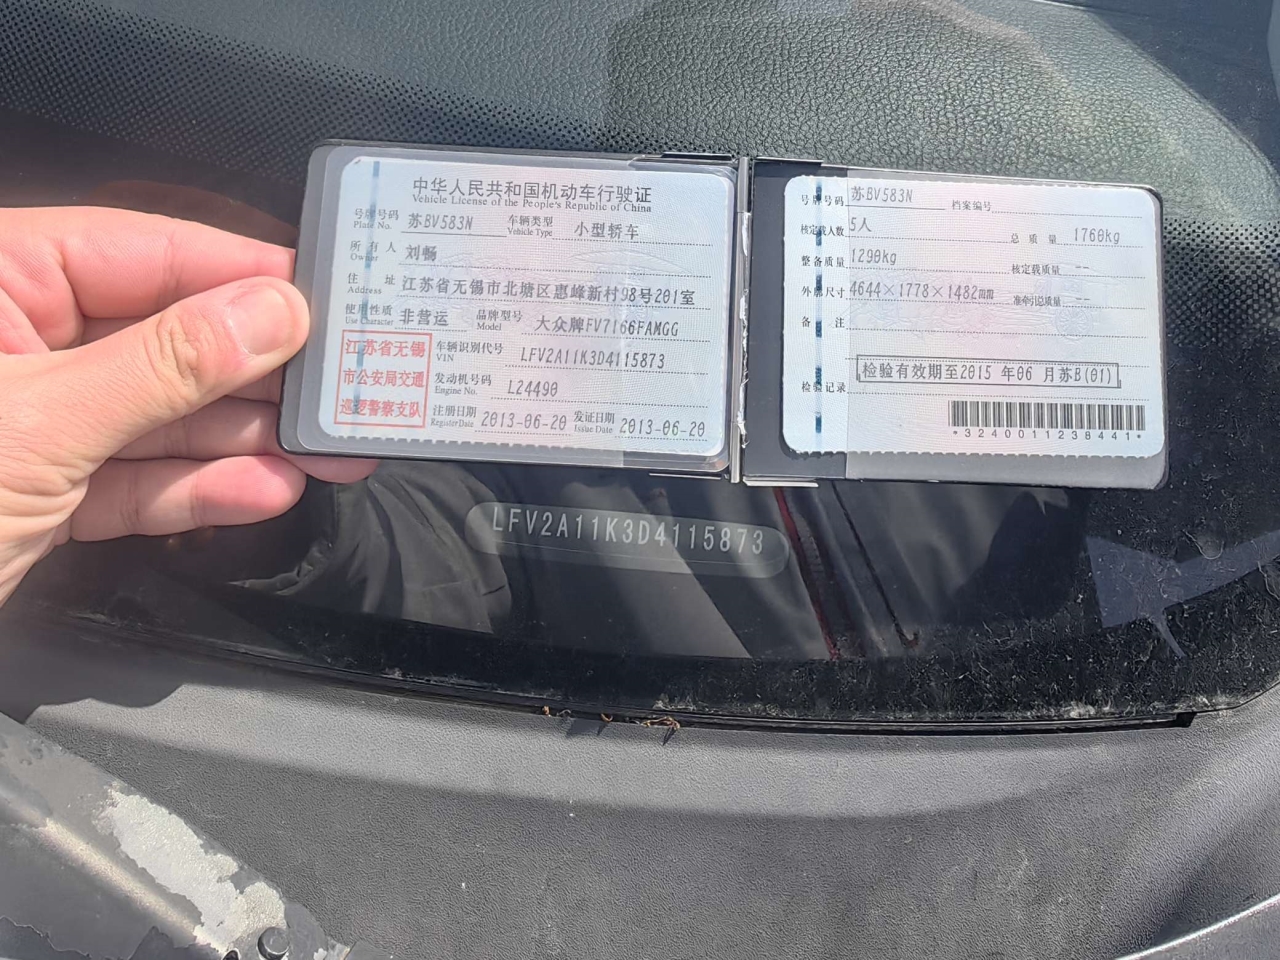 中华人民共和国机动车行驶证
Vehicle License of the People's Republic of China
号牌号码 苏BV583N 车辆类型 小型轿车
Plate No. Vehicle Type
所有人 刘畅
Owner
住址 江苏省无锡市北塘区惠峰新村98号201室
Address
使用性质 非营运 品牌型号 大众牌FV7166FAMGG
Use Character Model
江苏省无锡
市公安局交通
巡逻警察支队
车辆识别代号 LFV2A11K3D4115873
VIN
发动机号码 L24490
Engine No.
注册日期 2013-06-20 发证日期 2013-06-20
Register Date Issue Date
号牌号码 苏BV583N 档案编号
核定载人数 5人 总质量 1760kg
整备质量 1290kg 核定载质量 --
外廓尺寸 4644×1778×1482mm 准牵引总质量 --
备注
检验记录 检验有效期至2015 年06 月苏B(01)
*3240011238441*
LFV2A11K3D4115873